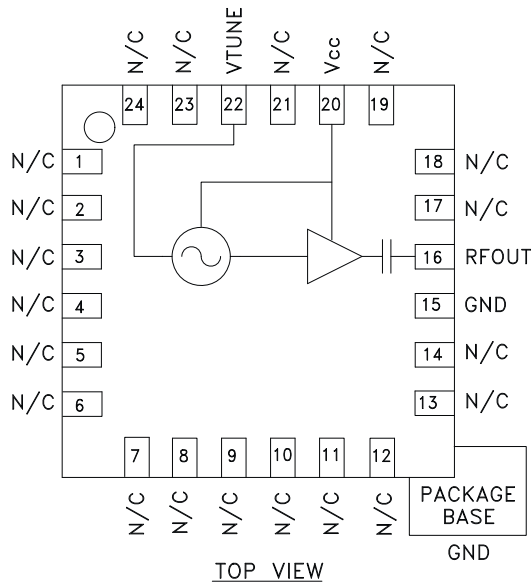 N/C
N/C
VTUNE
N/C
Vcc
N/C
24
23
22
21
20
19
N/C 1
18 N/C
N/C 2
17 N/C
N/C 3
16 RFOUT
N/C 4
15 GND
N/C 5
14 N/C
N/C 6
13 N/C
7
8
9
10
11
12
N/C
N/C
N/C
N/C
N/C
N/C
PACKAGE
BASE
GND
TOP VIEW